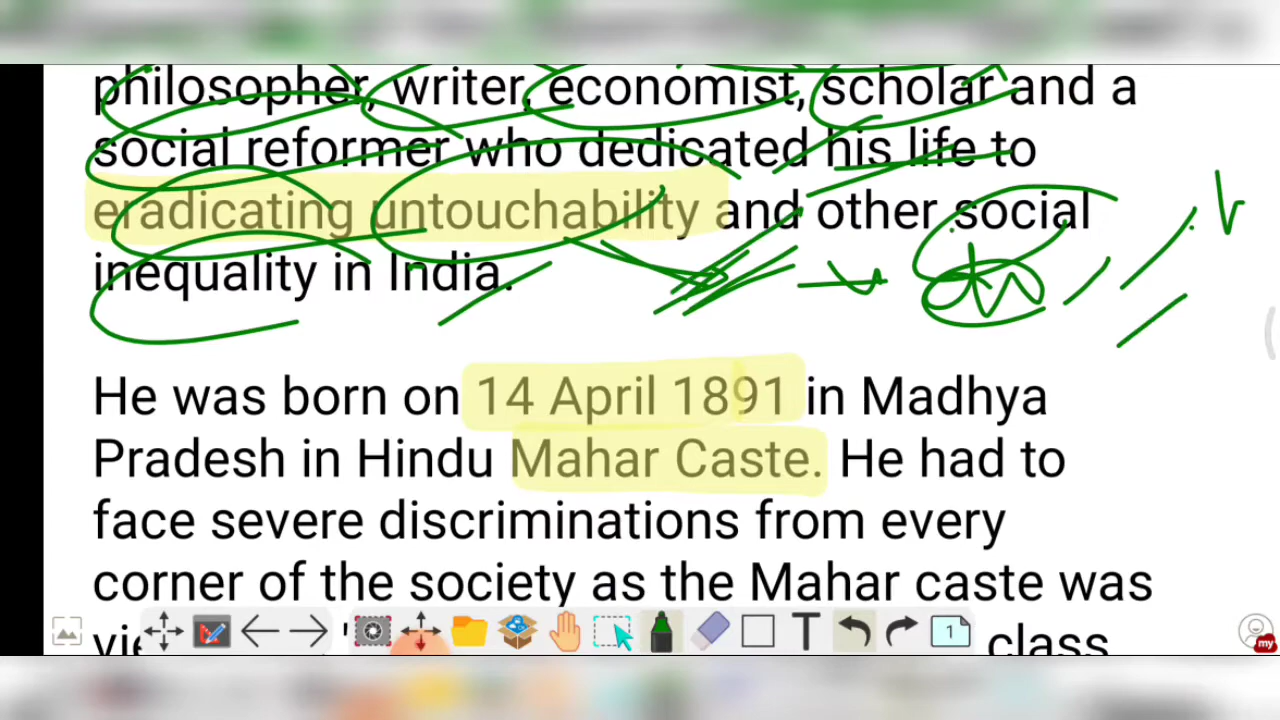 philosopher, writer, economist, scholar and a
social reformer who dedicated his life to
eradicating untouchability and other social
inequality in India.
He was born on 14 April 1891 in Madhya
Pradesh in Hindu Mahar Caste. He had to
face severe discriminations from every
corner of the society as the Mahar caste was
class
T
1
my